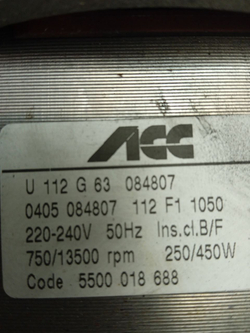 ACC
U 112 G 63 084807
0405 084807 112 F1 1050
220-240V 50Hz Ins.cl.B/F
750/13500 rpm 250/450W
Code 5500 018 688